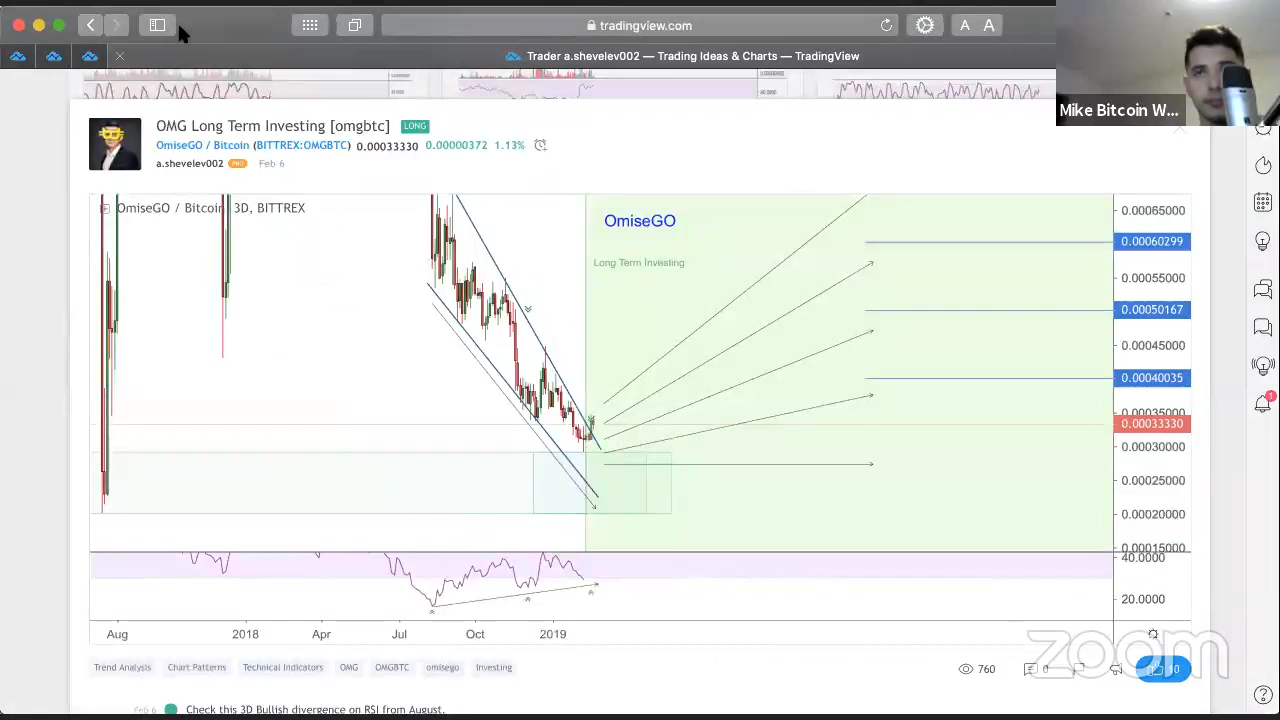 tradingview.com
A A
Trader a.shevelev002 — Trading Ideas & Charts — TradingView
Mike Bitcoin W...
OMG Long Term Investing [omgbtc] LONG
OmiseGO / Bitcoin (BITTREX:OMGBTC) 0.00033330 0.00000372 1.13%
a.shevelev002 PRO Feb 6
OmiseGO / Bitcoin 3D, BITTREX
OmiseGO
Long Term Investing
0.00065000
0.00060299
0.00055000
0.00050167
0.00045000
0.00040035
0.00035000
0.00033330
0.00030000
0.00025000
0.00020000
0.00015000
40.0000
20.0000
Aug 2018 Apr Jul Oct 2019
1
zoom
Trend Analysis Chart Patterns Technical Indicators OMG OMGBTC omisego Investing
760 0 10
Feb 6 Check this 3D Bullish divergence on RSI from August.